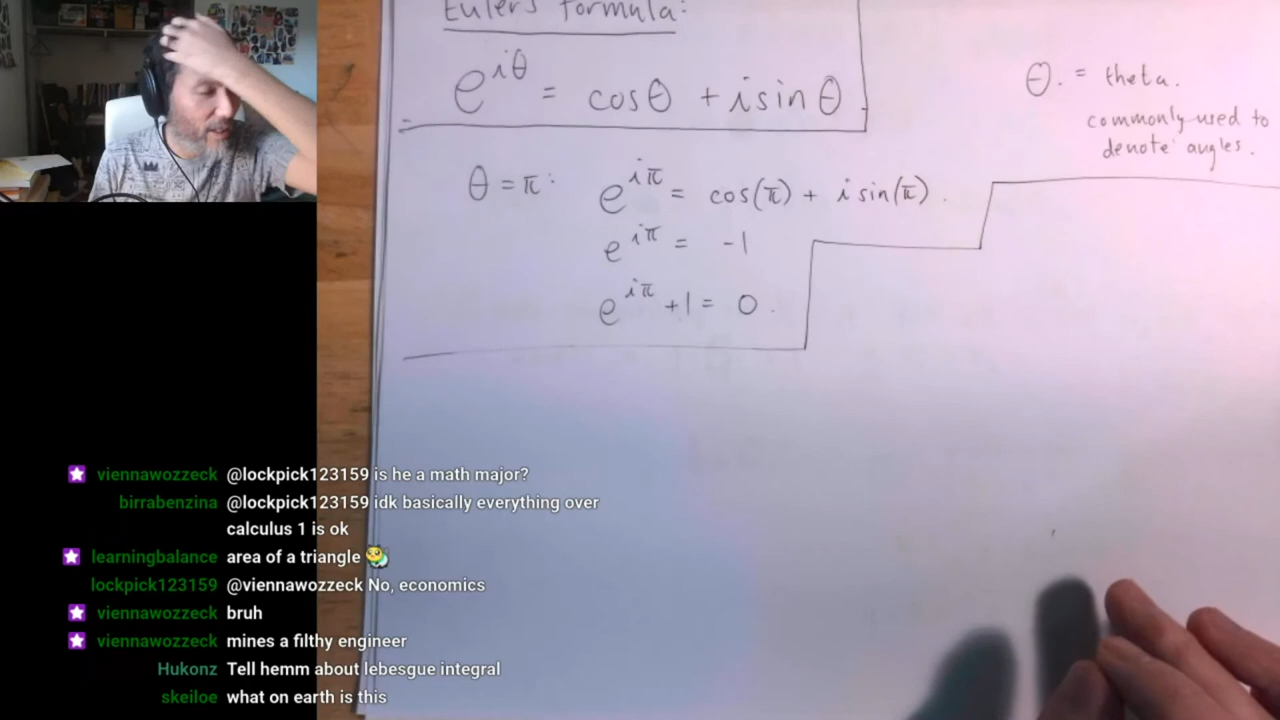 Eulers formula:
e^{iθ} = cosθ + i sin θ
θ = theta.
commonly used to
denote angles.
θ = π: e^{iπ} = cos(π) + i sin(π).
e^{iπ} = -1
e^{iπ} +1 = 0.
viennawozzeck @lockpick123159 is he a math major?
birrabenzina @lockpick123159 idk basically everything over
calculus 1 is ok
learningbalance area of a triangle
lockpick123159 @viennawozzeck No, economics
viennawozzeck bruh
viennawozzeck mines a filthy engineer
Hukonz Tell hemm about lebesgue integral
skeiloe what on earth is this